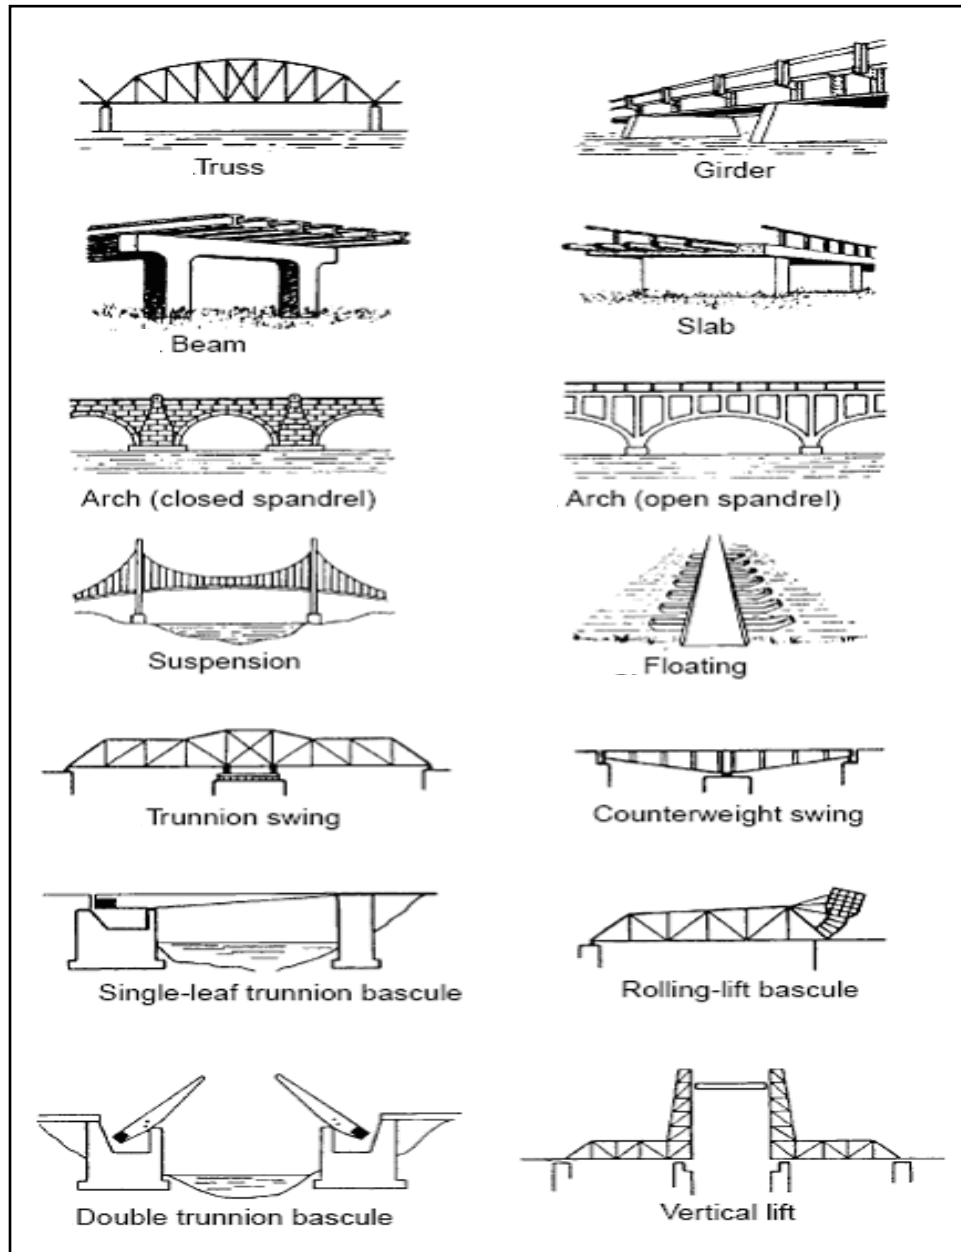 Truss
Girder
Beam
Slab
Arch (closed spandrel)
Arch (open spandrel)
Suspension
Floating
Trunnion swing
Counterweight swing
Single-leaf trunnion bascule
Rolling-lift bascule
Double trunnion bascule
Vertical lift